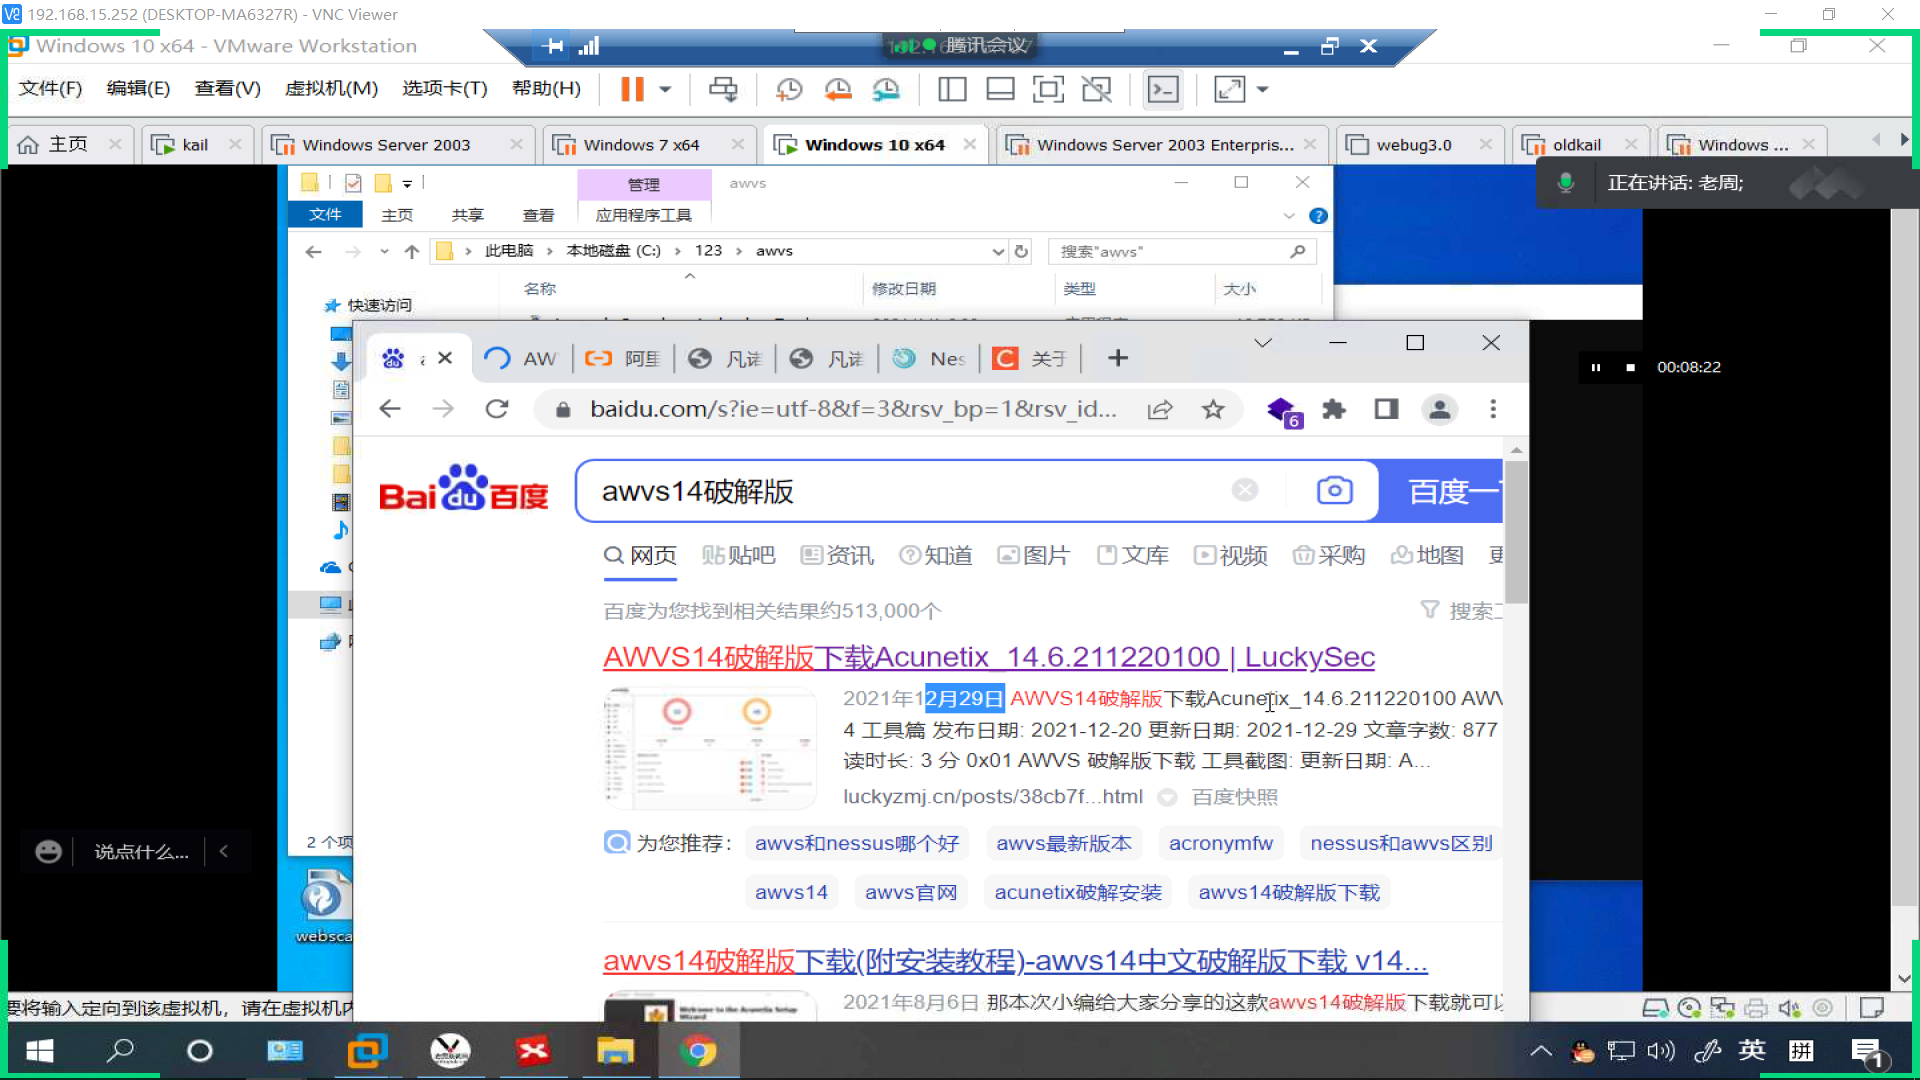 192.168.15.252 (DESKTOP-MA6327R) - VNC Viewer
Windows 10 x64 - VMware Workstation
腾讯会议
文件(F) 编辑(E) 查看(V) 虚拟机(M) 选项卡(T) 帮助(H)
主页 kail Windows Server 2003 Windows 7 x64 Windows 10 x64 Windows Server 2003 Enterpris... webug3.0 oldkail Windows ...
正在讲话: 老周;
管理 awvs
文件 主页 共享 查看 应用程序工具
此电脑 本地磁盘 (C:) 123 awvs 搜索"awvs"
名称 修改日期 类型 大小
快速访问
AW 阿里 凡诺 凡诺 Nes 关于
00:08:22
baidu.com/s?ie=utf-8&f=3&rsv_bp=1&rsv_id...
6
Bai du 百度 awvs14破解版 百度一
网页 贴吧 资讯 知道 图片 文库 视频 采购 地图 更
百度为您找到相关结果约513,000个 搜索工
AWVS14破解版下载Acunetix_14.6.211220100 | LuckySec
2021年12月29日 AWVS14破解版下载Acunetix_14.6.211220100 AWV
4 工具篇 发布日期: 2021-12-20 更新日期: 2021-12-29 文章字数: 877
读时长: 3 分 0x01 AWVS 破解版下载 工具截图: 更新日期: A...
luckyzmj.cn/posts/38cb7f...html 百度快照
2 个项
为您推荐: awvs和nessus哪个好 awvs最新版本 acronymfw nessus和awvs区别
说点什么...
awvs14 awvs官网 acunetix破解安装 awvs14破解版下载
websca
awvs14破解版下载(附安装教程)-awvs14中文破解版下载 v14...
2021年8月6日 那本次小编给大家分享的这款awvs14破解版下载就可以
Welcome to the Acunetix Setup
Wizard
要将输入定向到该虚拟机，请在虚拟机内
英 拼 1